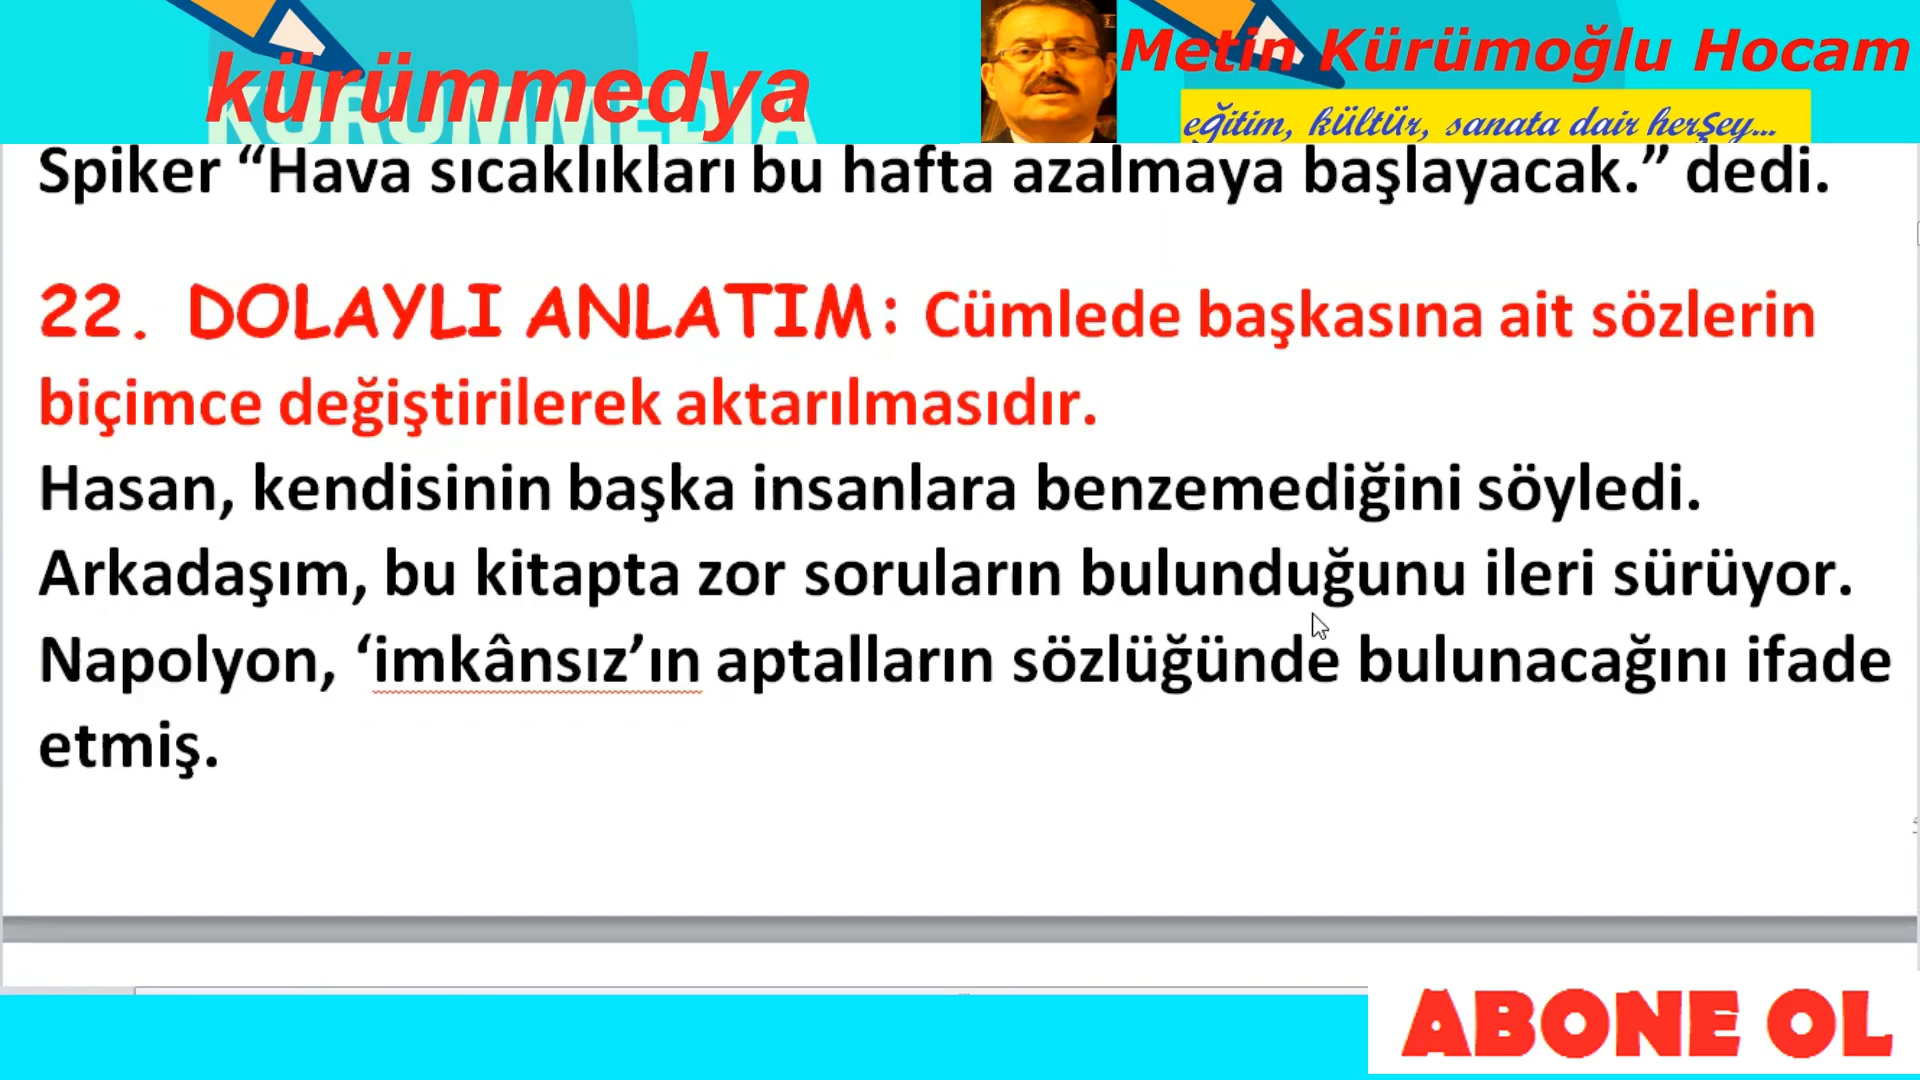 kürümmedya
KÜRÜMMEDIA
Metin Kürümoğlu Hocam
eğitim, kültür, sanata dair herşey...
Spiker “Hava sıcaklıkları bu hafta azalmaya başlayacak.” dedi.
22. DOLAYLI ANLATIM: Cümlede başkasına ait sözlerin
biçimce değiştirilerek aktarılmasıdır.
Hasan, kendisinin başka insanlara benzemediğini söyledi.
Arkadaşım, bu kitapta zor soruların bulunduğunu ileri sürüyor.
Napolyon, ‘imkânsız’ın aptalların sözlüğünde bulunacağını ifade
etmiş.
ABONE OL